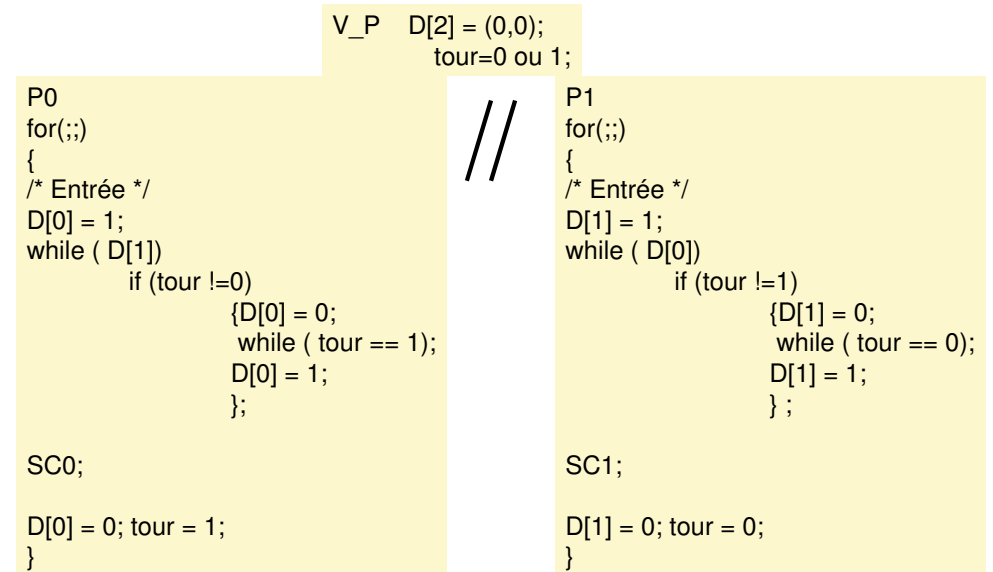 V_P D[2] = (0,0);
tour=0 ou 1;
P0
for(;;)
{
/* Entrée */
D[0] = 1;
while ( D[1])
if (tour !=0)
{D[0] = 0;
while ( tour == 1);
D[0] = 1;
};
SC0;
D[0] = 0; tour = 1;
}
//
P1
for(;;)
{
/* Entrée */
D[1] = 1;
while ( D[0])
if (tour !=1)
{D[1] = 0;
while ( tour == 0);
D[1] = 1;
} ;
SC1;
D[1] = 0; tour = 0;
}